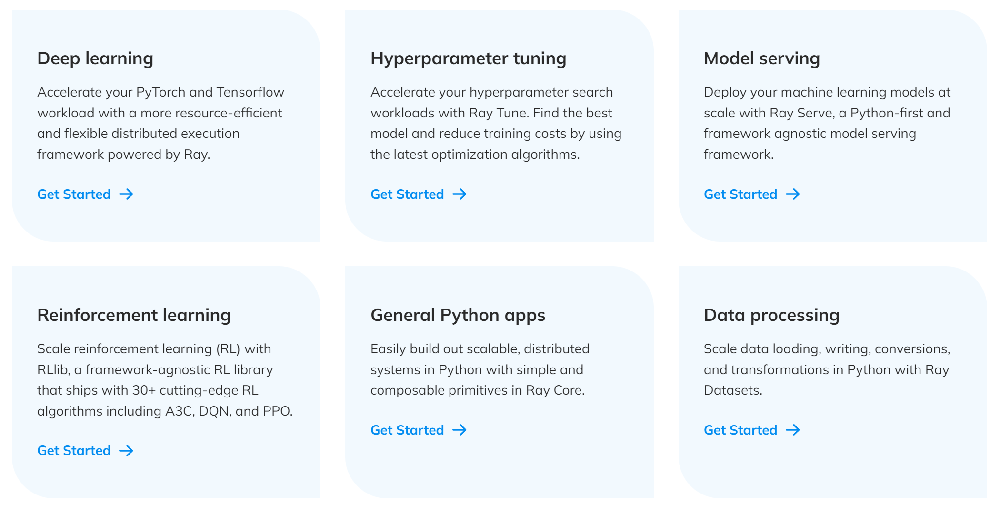 Deep learning
Accelerate your PyTorch and Tensorflow
workload with a more resource-efficient
and flexible distributed execution
framework powered by Ray.
Get Started
Hyperparameter tuning
Accelerate your hyperparameter search
workloads with Ray Tune. Find the best
model and reduce training costs by using
the latest optimization algorithms.
Get Started
Model serving
Deploy your machine learning models at
scale with Ray Serve, a Python-first and
framework agnostic model serving
framework.
Get Started
Reinforcement learning
Scale reinforcement learning (RL) with
RLlib, a framework-agnostic RL library
that ships with 30+ cutting-edge RL
algorithms including A3C, DQN, and PPO.
Get Started
General Python apps
Easily build out scalable, distributed
systems in Python with simple and
composable primitives in Ray Core.
Get Started
Data processing
Scale data loading, writing, conversions,
and transformations in Python with Ray
Datasets.
Get Started